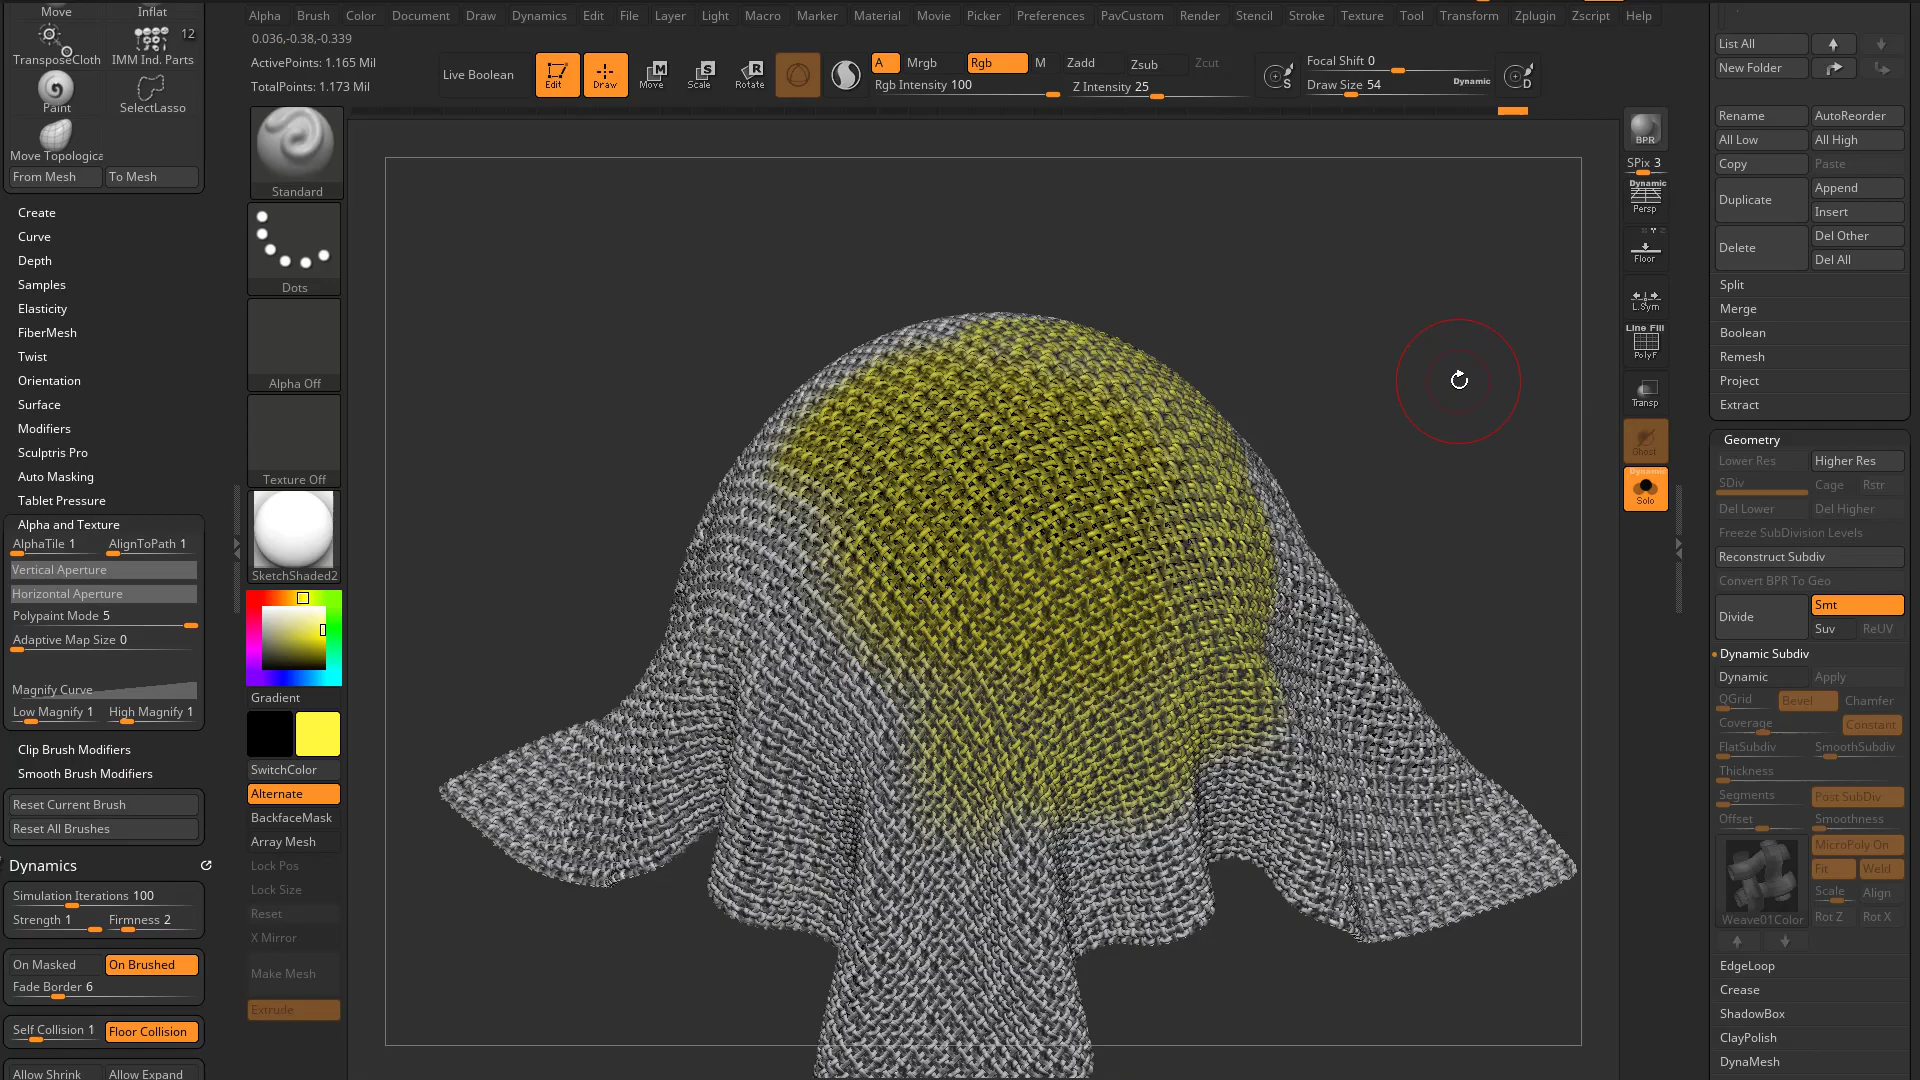 Move
Inflat
12
TransposeCloth
IMM Ind. Parts
Paint
SelectLasso
Move Topologica
From Mesh
To Mesh
Create
Curve
Depth
Samples
Elasticity
FiberMesh
Twist
Orientation
Surface
Modifiers
Sculptris Pro
Auto Masking
Tablet Pressure
Alpha and Texture
AlphaTile 1
AlignToPath 1
Vertical Aperture
Horizontal Aperture
Polypaint Mode 5
Adaptive Map Size 0
Magnify Curve
Low Magnify 1
High Magnify 1
Clip Brush Modifiers
Smooth Brush Modifiers
Reset Current Brush
Reset All Brushes
Dynamics
Simulation Iterations 100
Strength 1
Firmness 2
On Masked
On Brushed
Fade Border 6
Self Collision 1
Floor Collision
Allow Shrink
Allow Expand
Alpha
Brush
Color
Document
Draw
Dynamics
Edit
File
Layer
Light
Macro
Marker
Material
Movie
Picker
Preferences
PavCustom
Render
Stencil
Stroke
Texture
Tool
Transform
Zplugin
Zscript
Help
0.036,-0.38,-0.339
ActivePoints: 1.165 Mil
TotalPoints: 1.173 Mil
Live Boolean
Edit
Draw
M
Move
S
Scale
R
Rotate
A
Mrgb
Rgb
M
Zadd
Zsub
Zcut
Rgb Intensity 100
Z Intensity 25
S
Focal Shift 0
Draw Size 54
Dynamic
D
Standard
Dots
Alpha Off
Texture Off
SketchShaded2
Gradient
SwitchColor
Alternate
BackfaceMask
Array Mesh
Lock Pos
Lock Size
Reset
X Mirror
Make Mesh
Extrude
BPR
SPix 3
Dynamic
Persp
Floor
L.Sym
Line Fill
PolyF
Transp
Ghost
Dynamic
Solo
List All
New Folder
Rename
AutoReorder
All Low
All High
Copy
Paste
Duplicate
Append
Insert
Delete
Del Other
Del All
Split
Merge
Boolean
Remesh
Project
Extract
Geometry
Lower Res
Higher Res
SDiv
Cage
Rstr
Del Lower
Del Higher
Freeze SubDivision Levels
Reconstruct Subdiv
Convert BPR To Geo
Divide
Smt
Suv
ReUV
Dynamic Subdiv
Dynamic
Apply
QGrid
Bevel
Chamfer
Coverage
Constant
FlatSubdiv
SmoothSubdiv
Thickness
Segments
Post SubDiv
Offset
Smoothness
MicroPoly On
Fit
Weld
Scale
Align
Weave01Color
Rot Z
Rot X
EdgeLoop
Crease
ShadowBox
ClayPolish
DynaMesh